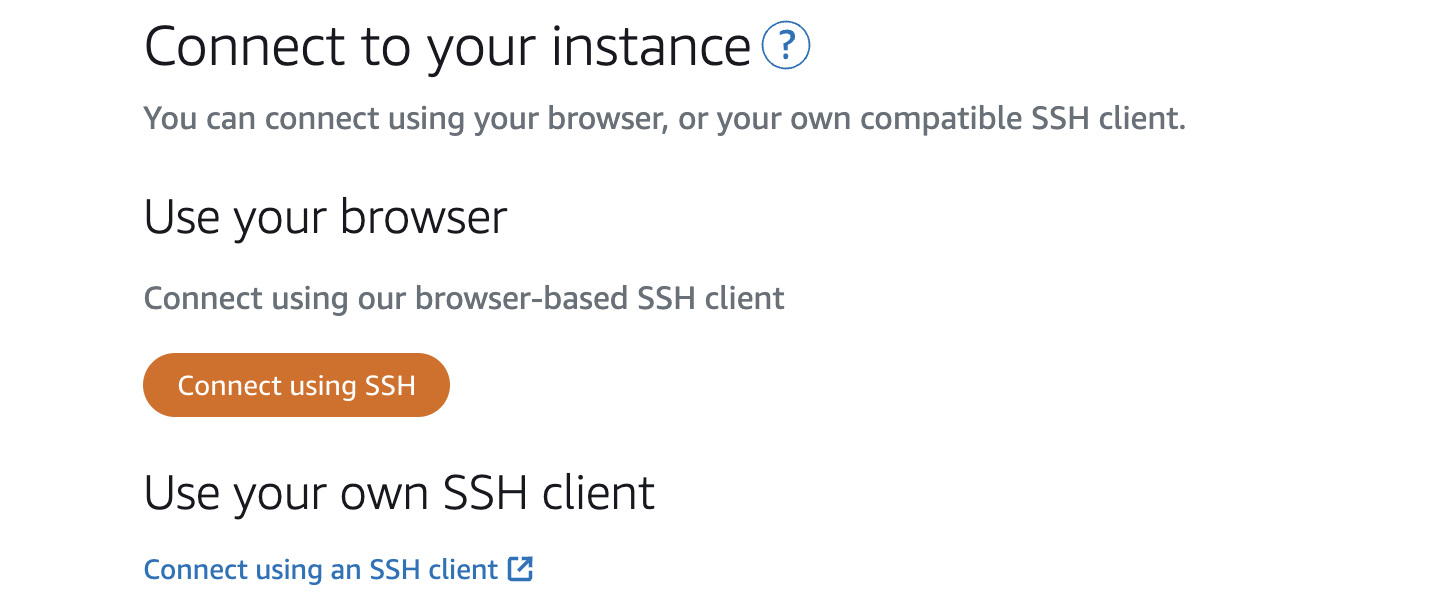 Connect to your instance ?
You can connect using your browser, or your own compatible SSH client.
Use your browser
Connect using our browser-based SSH client
Connect using SSH
Use your own SSH client
Connect using an SSH client